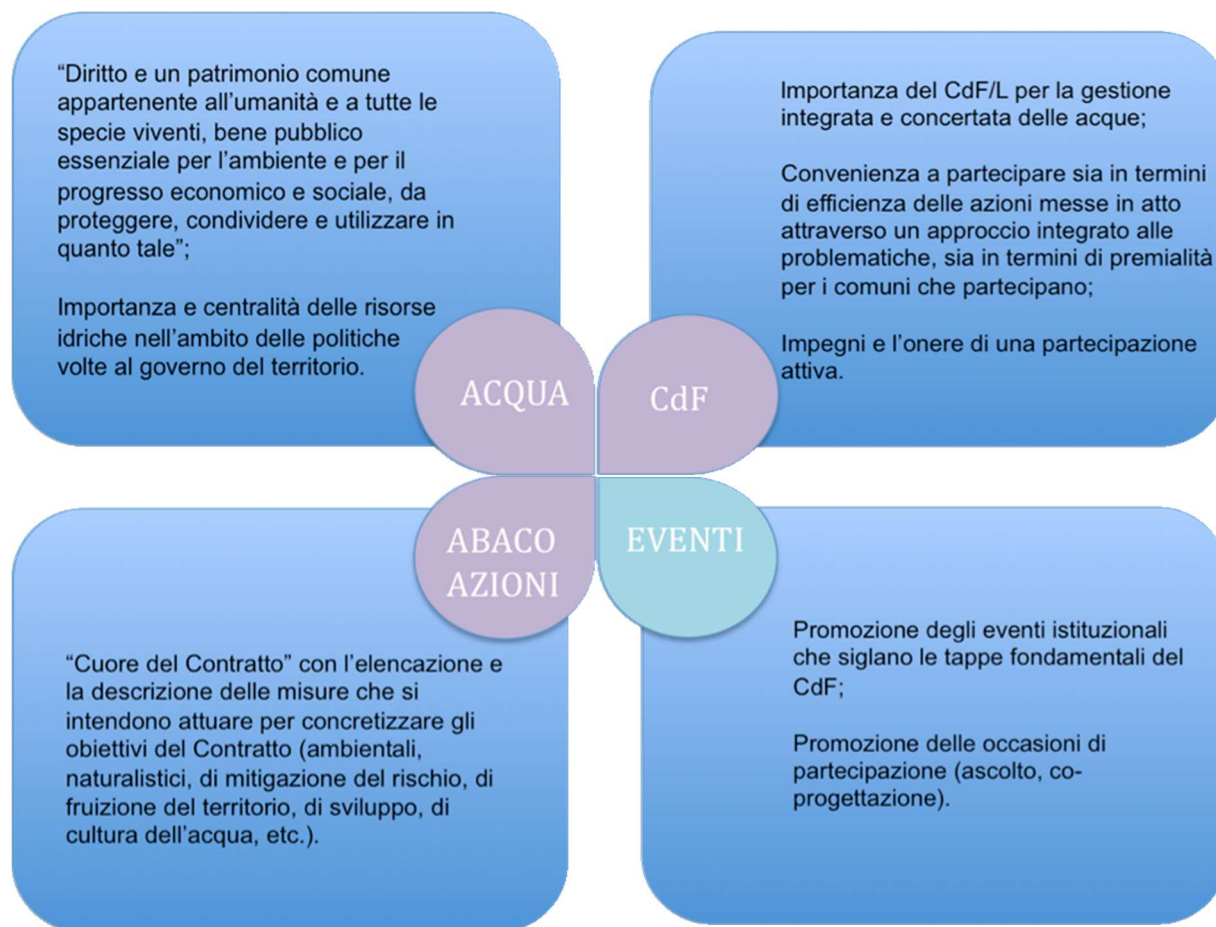 “Diritto e un patrimonio comune
appartenente all’umanità e a tutte le
specie viventi, bene pubblico
essenziale per l’ambiente e per il
progresso economico e sociale, da
proteggere, condividere e utilizzare in
quanto tale”;
Importanza e centralità delle risorse
idriche nell’ambito delle politiche
volte al governo del territorio.
ACQUA
Importanza del CdF/L per la gestione
integrata e concertata delle acque;
Convenienza a partecipare sia in termini
di efficienza delle azioni messe in atto
attraverso un approccio integrato alle
problematiche, sia in termini di premialità
per i comuni che partecipano;
Impegni e l’onere di una partecipazione
attiva.
CdF
ABACO
AZIONI
“Cuore del Contratto” con l’elencazione e
la descrizione delle misure che si
intendono attuare per concretizzare gli
obiettivi del Contratto (ambientali,
naturalistici, di mitigazione del rischio, di
fruizione del territorio, di sviluppo, di
cultura dell’acqua, etc.).
EVENTI
Promozione degli eventi istituzionali
che siglano le tappe fondamentali del
CdF;
Promozione delle occasioni di
partecipazione (ascolto, co-
progettazione).